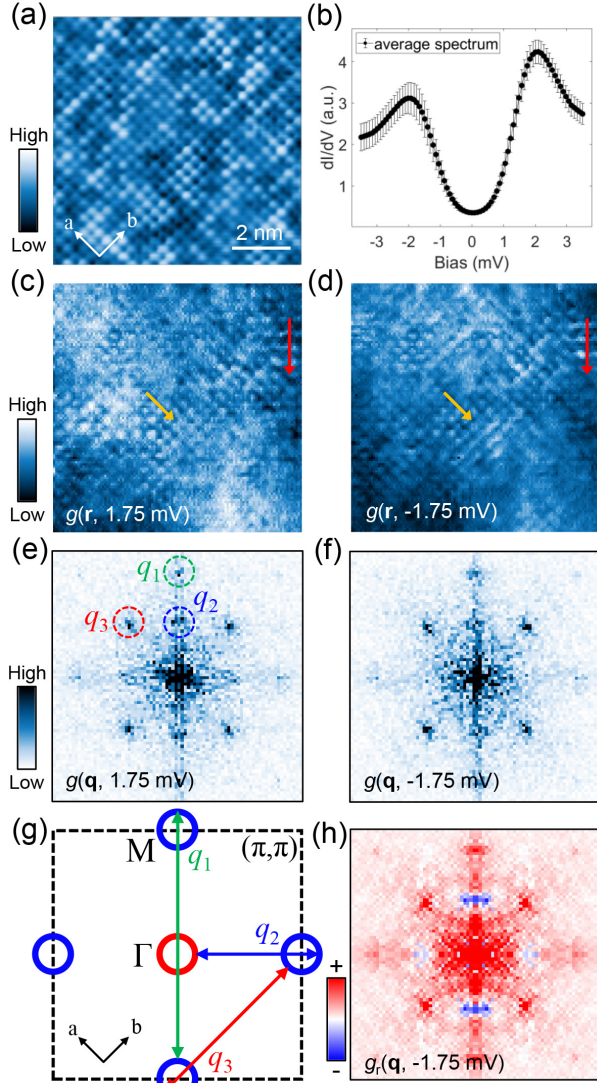 (a)
High
Low
a
b
2 nm
(b)
average spectrum
dI/dV (a.u.)
4
3
2
1
-3 -2 -1 0 1 2 3
Bias (mV)
(c)
High
Low
g(r, 1.75 mV)
(d)
g(r, -1.75 mV)
(e)
q₁
q₂
q₃
High
Low
g(q, 1.75 mV)
(f)
g(q, -1.75 mV)
(g)
M
(π,π)
q₁
Γ
q₂
a
b
q₃
(h)
+
-
gᵣ(q, -1.75 mV)